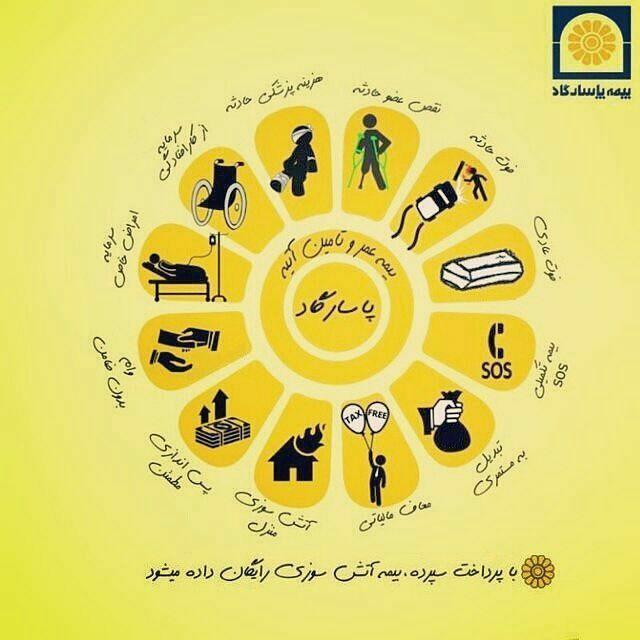 بیمه پاسارگاد
هزینه پزشکی حادثه
نقص عضو حادثه
فوت حادثه
فوت عادی
بیمه تکمیلی
SOS
SOS
تبدیل
به مستمری
معاف مالیاتی
TAX
FREE
آتش سوزی
منزل
پس اندازی
مطمئن
وام
بدون ضامن
سرمایه
امراض خاص
سرمایه
از کارافتادگی
بیمه عمر و تامین آتیه
پاسارگاد
با پرداخت سپرده، بیمه آتش سوزی رایگان داده میشود